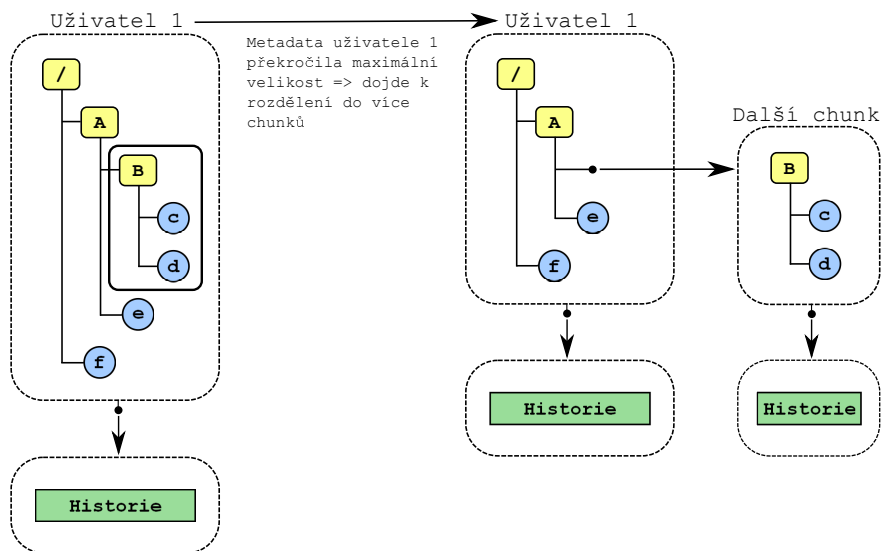 Uživatel 1
Metadata uživatele 1
překročila maximální
velikost => dojde k
rozdělení do více
chunků
/
A
B
c
d
e
f
Historie
Uživatel 1
/
A
e
f
Historie
Další chunk
B
c
d
Historie